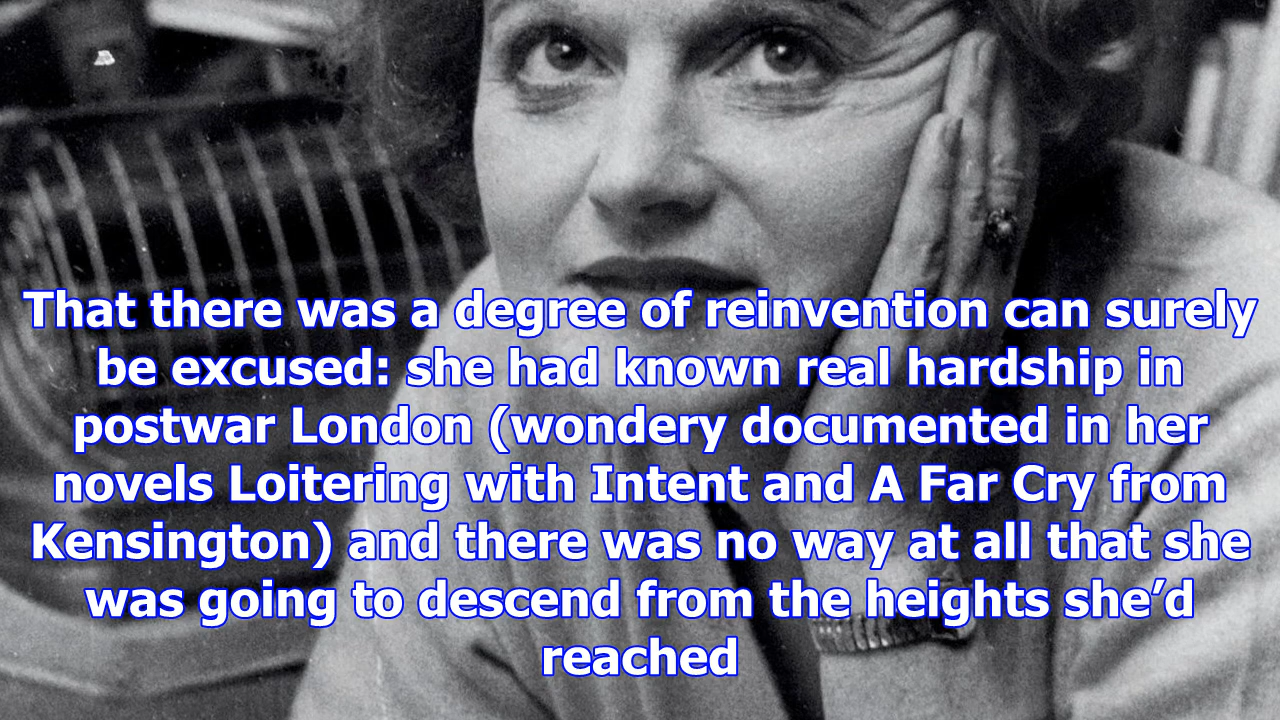 That there was a degree of reinvention can surely
be excused: she had known real hardship in
postwar London (wondery documented in her
novels Loitering with Intent and A Far Cry from
Kensington) and there was no way at all that she
was going to descend from the heights she’d
reached